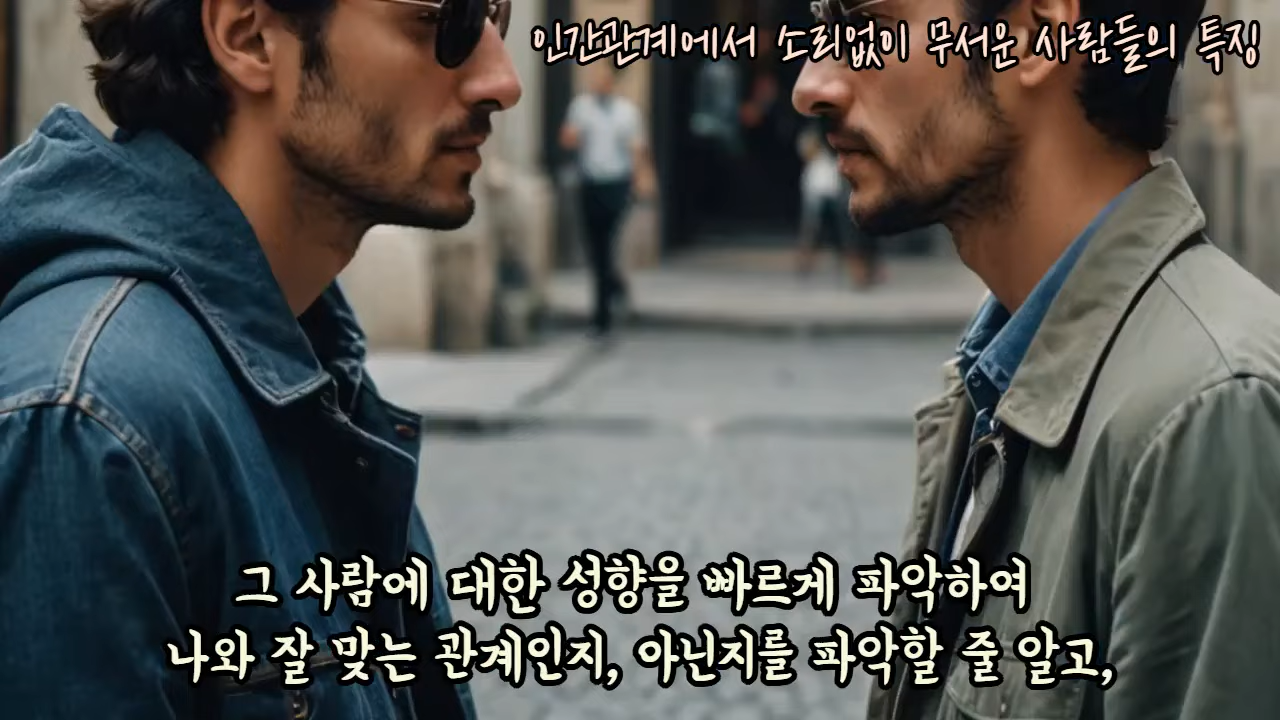 인간관계에서 소리없이 무서운 사람들의 특징
그 사람에 대한 성향을 빠르게 파악하여
나와 잘 맞는 관계인지, 아닌지를 파악할 줄 알고,